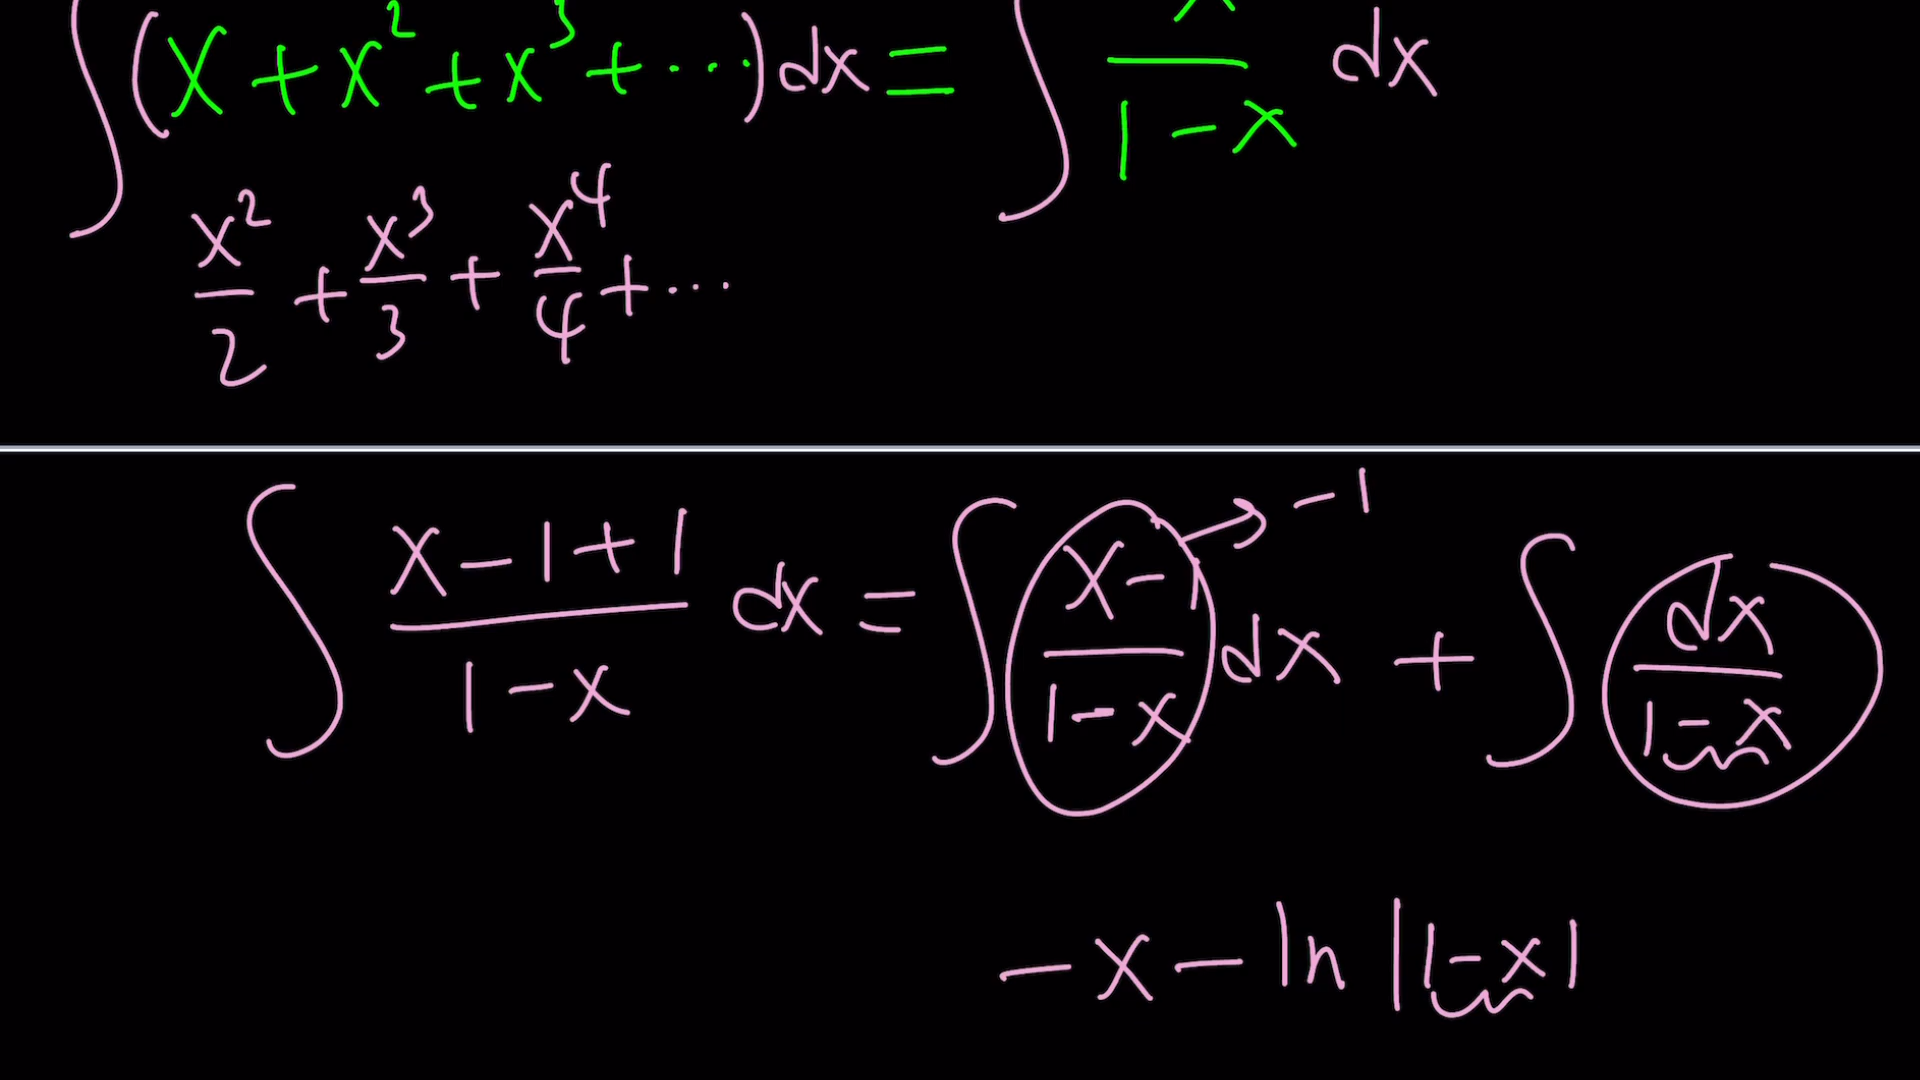 ∫(x + x² + x³ + ···)dx = ∫ x/(1-x) dx
x²/2 + x³/3 + x⁴/4 + ···
∫ (x-1+1)/(1-x) dx = ∫ (x-1)/(1-x) dx + ∫ dx/(1-x)
→ -1
-x - ln|1-x|